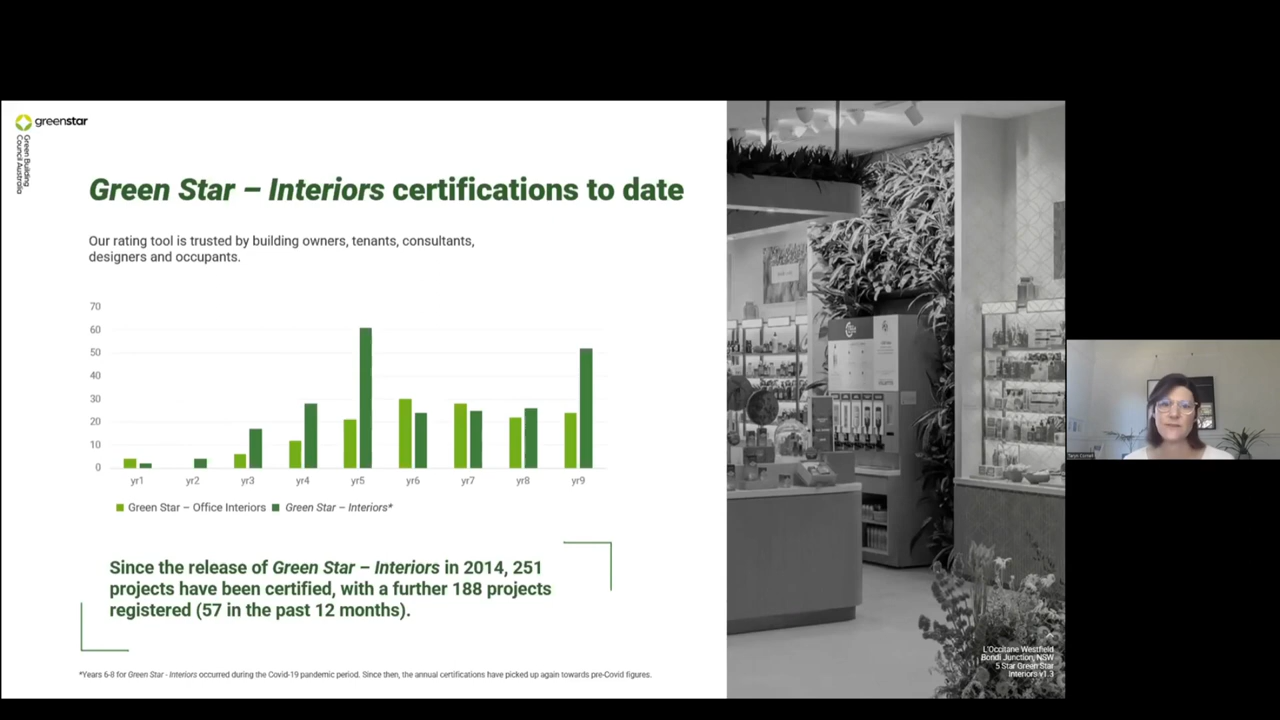 greenstar
Green Building
Council Australia
Green Star – Interiors certifications to date
Our rating tool is trusted by building owners, tenants, consultants,
designers and occupants.
70
60
50
40
30
20
10
0
yr1 yr2 yr3 yr4 yr5 yr6 yr7 yr8 yr9
Green Star – Office Interiors Green Star – Interiors*
Since the release of Green Star – Interiors in 2014, 251
projects have been certified, with a further 188 projects
registered (57 in the past 12 months).
*Years 6-8 for Green Star - Interiors occurred during the Covid-19 pandemic period. Since then, the annual certifications have picked up again towards pre-Covid figures.
L'Occitane Westfield
Bondi Junction, NSW
5 Star Green Star
Interiors v1.3